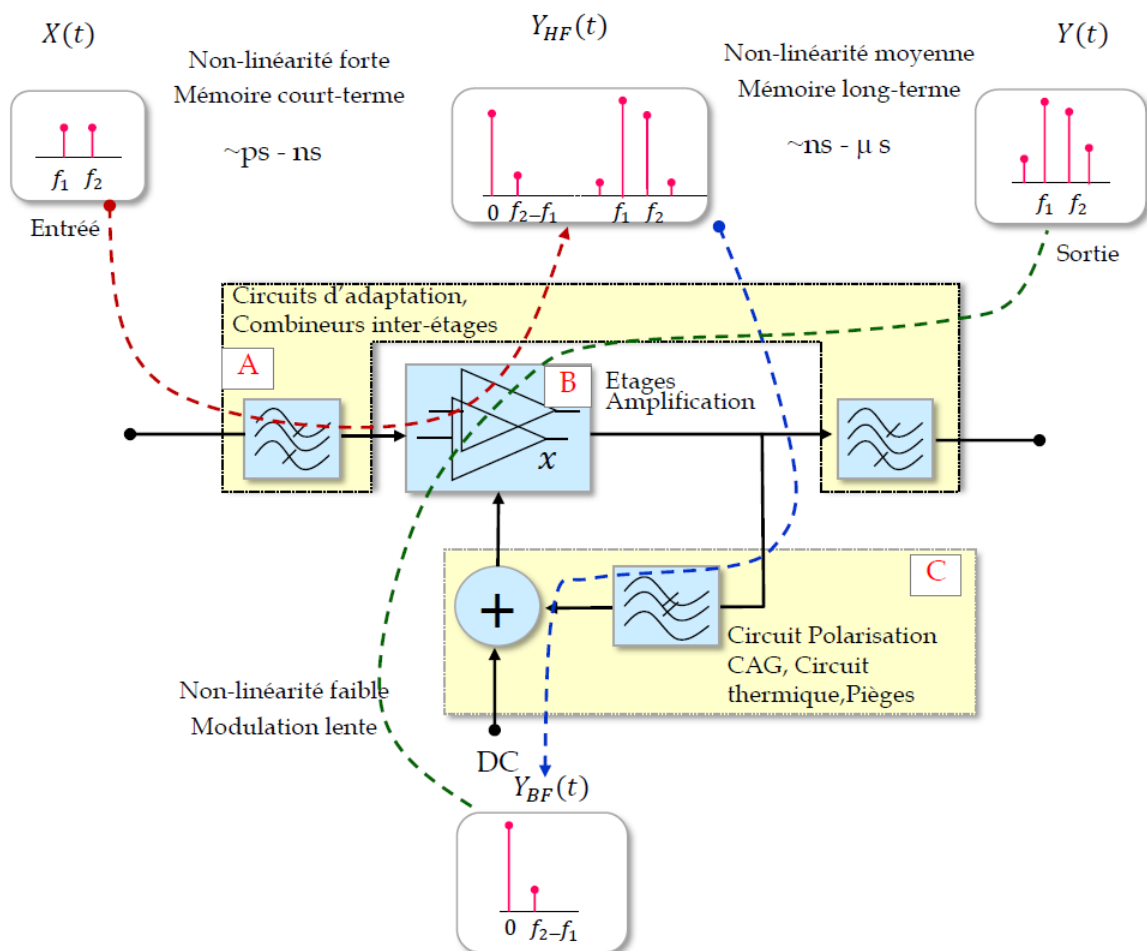 X(t)
Y_HF(t)
Y(t)
Non-linéarité forte
Mémoire court-terme
~ps - ns
Non-linéarité moyenne
Mémoire long-terme
~ns - μ s
f₁ f₂
0 f₂₋f₁ f₁ f₂
f₁ f₂
Entréé
Sortie
Circuits d'adaptation,
Combineurs inter-étages
A
B
Etages
Amplification
x
C
+
Circuit Polarisation
CAG, Circuit
thermique,Pièges
Non-linéarité faible
Modulation lente
DC
Y_BF(t)
0 f₂₋f₁